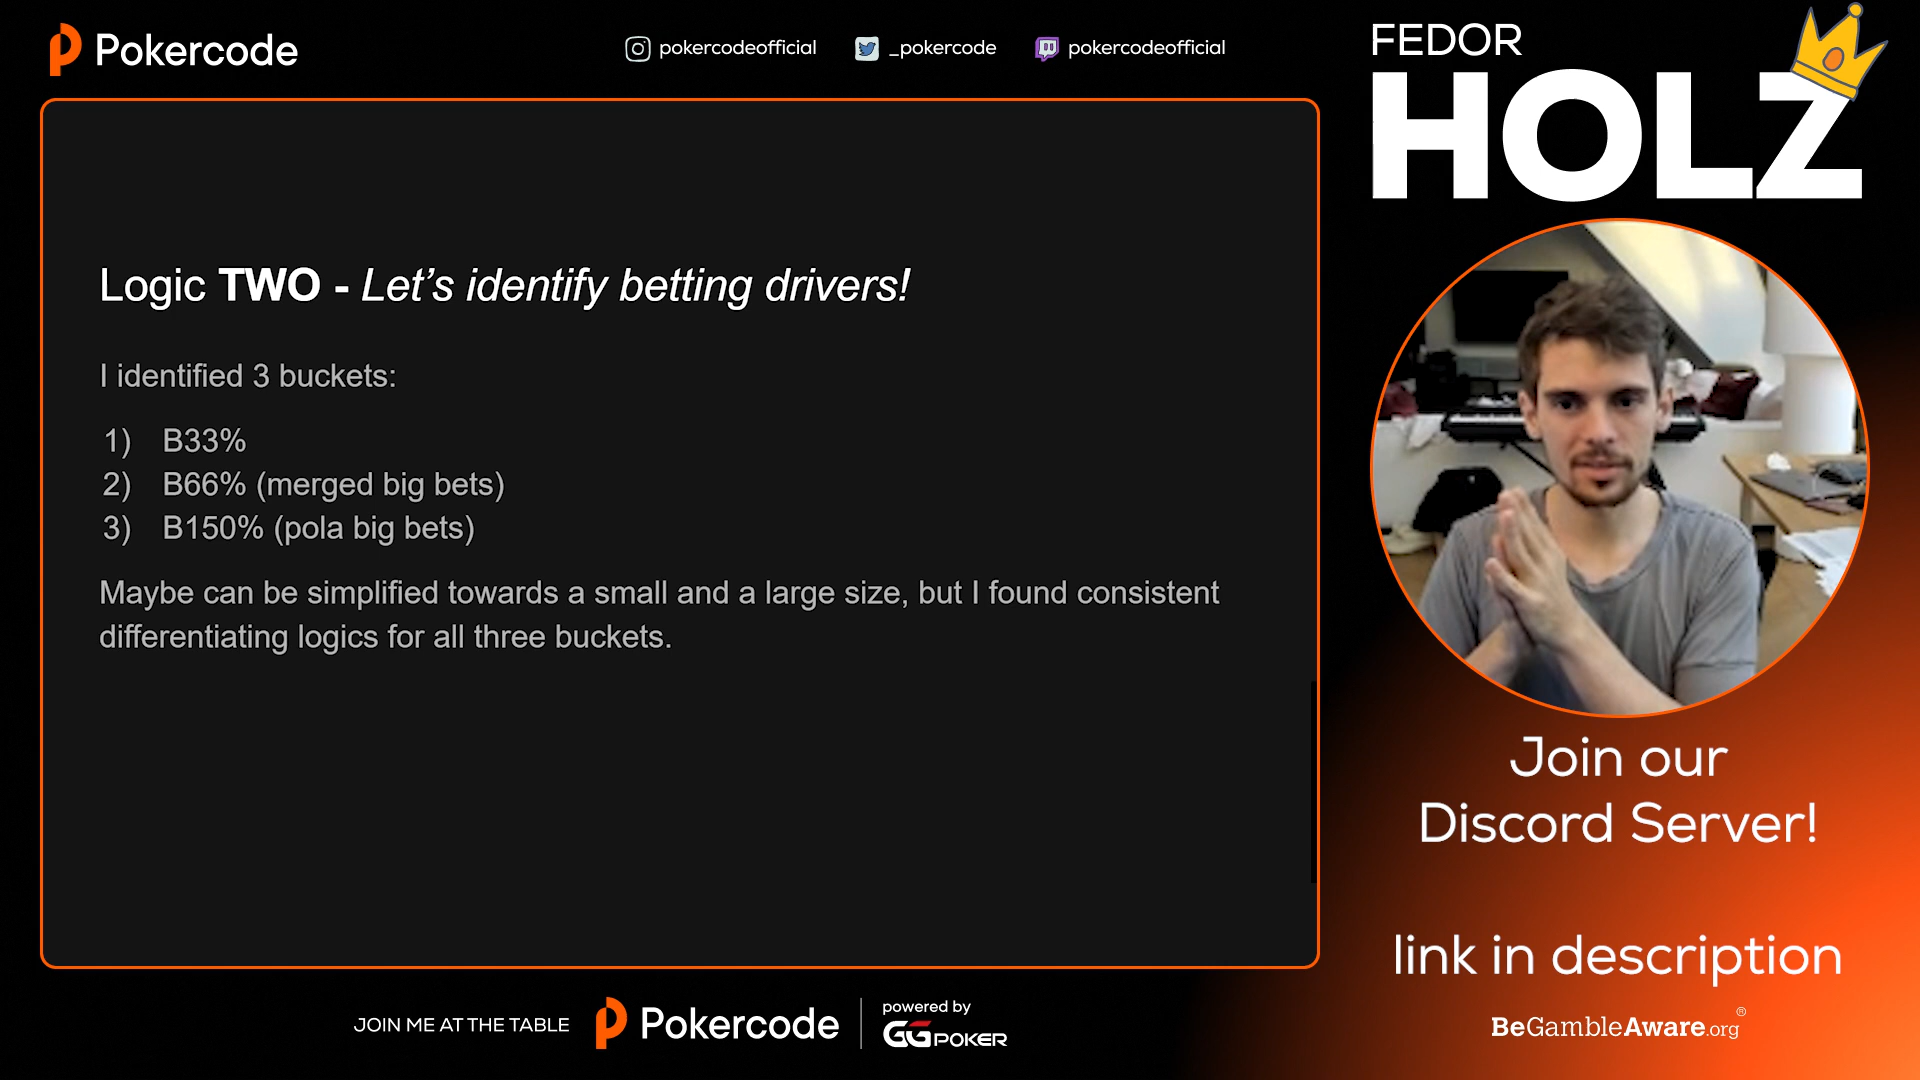 Pokercode
pokercodeofficial
_pokercode
pokercodeofficial
FEDOR
HOLZ
Logic TWO - Let’s identify betting drivers!
I identified 3 buckets:
1) B33%
2) B66% (merged big bets)
3) B150% (pola big bets)
Maybe can be simplified towards a small and a large size, but I found consistent
differentiating logics for all three buckets.
Join our
Discord Server!
link in description
JOIN ME AT THE TABLE
Pokercode
powered by
GGPOKER
BeGambleAware.org®